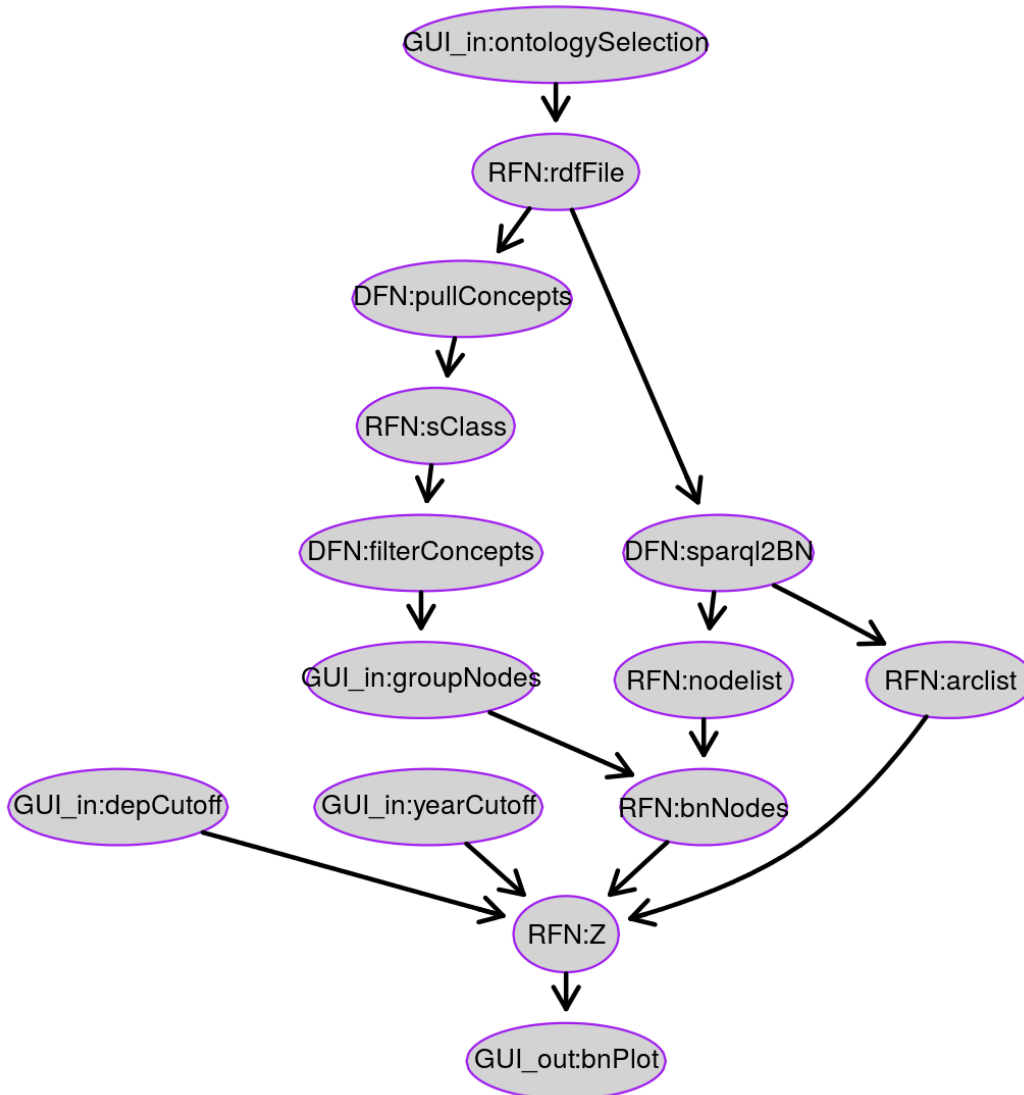 GUI_in:ontologySelection
RFN:rdfFile
DFN:pullConcepts
RFN:sClass
DFN:filterConcepts
DFN:sparql2BN
GUI_in:groupNodes
RFN:nodelist
RFN:arclist
GUI_in:depCutoff
GUI_in:yearCutoff
RFN:bnNodes
RFN:Z
GUI_out:bnPlot